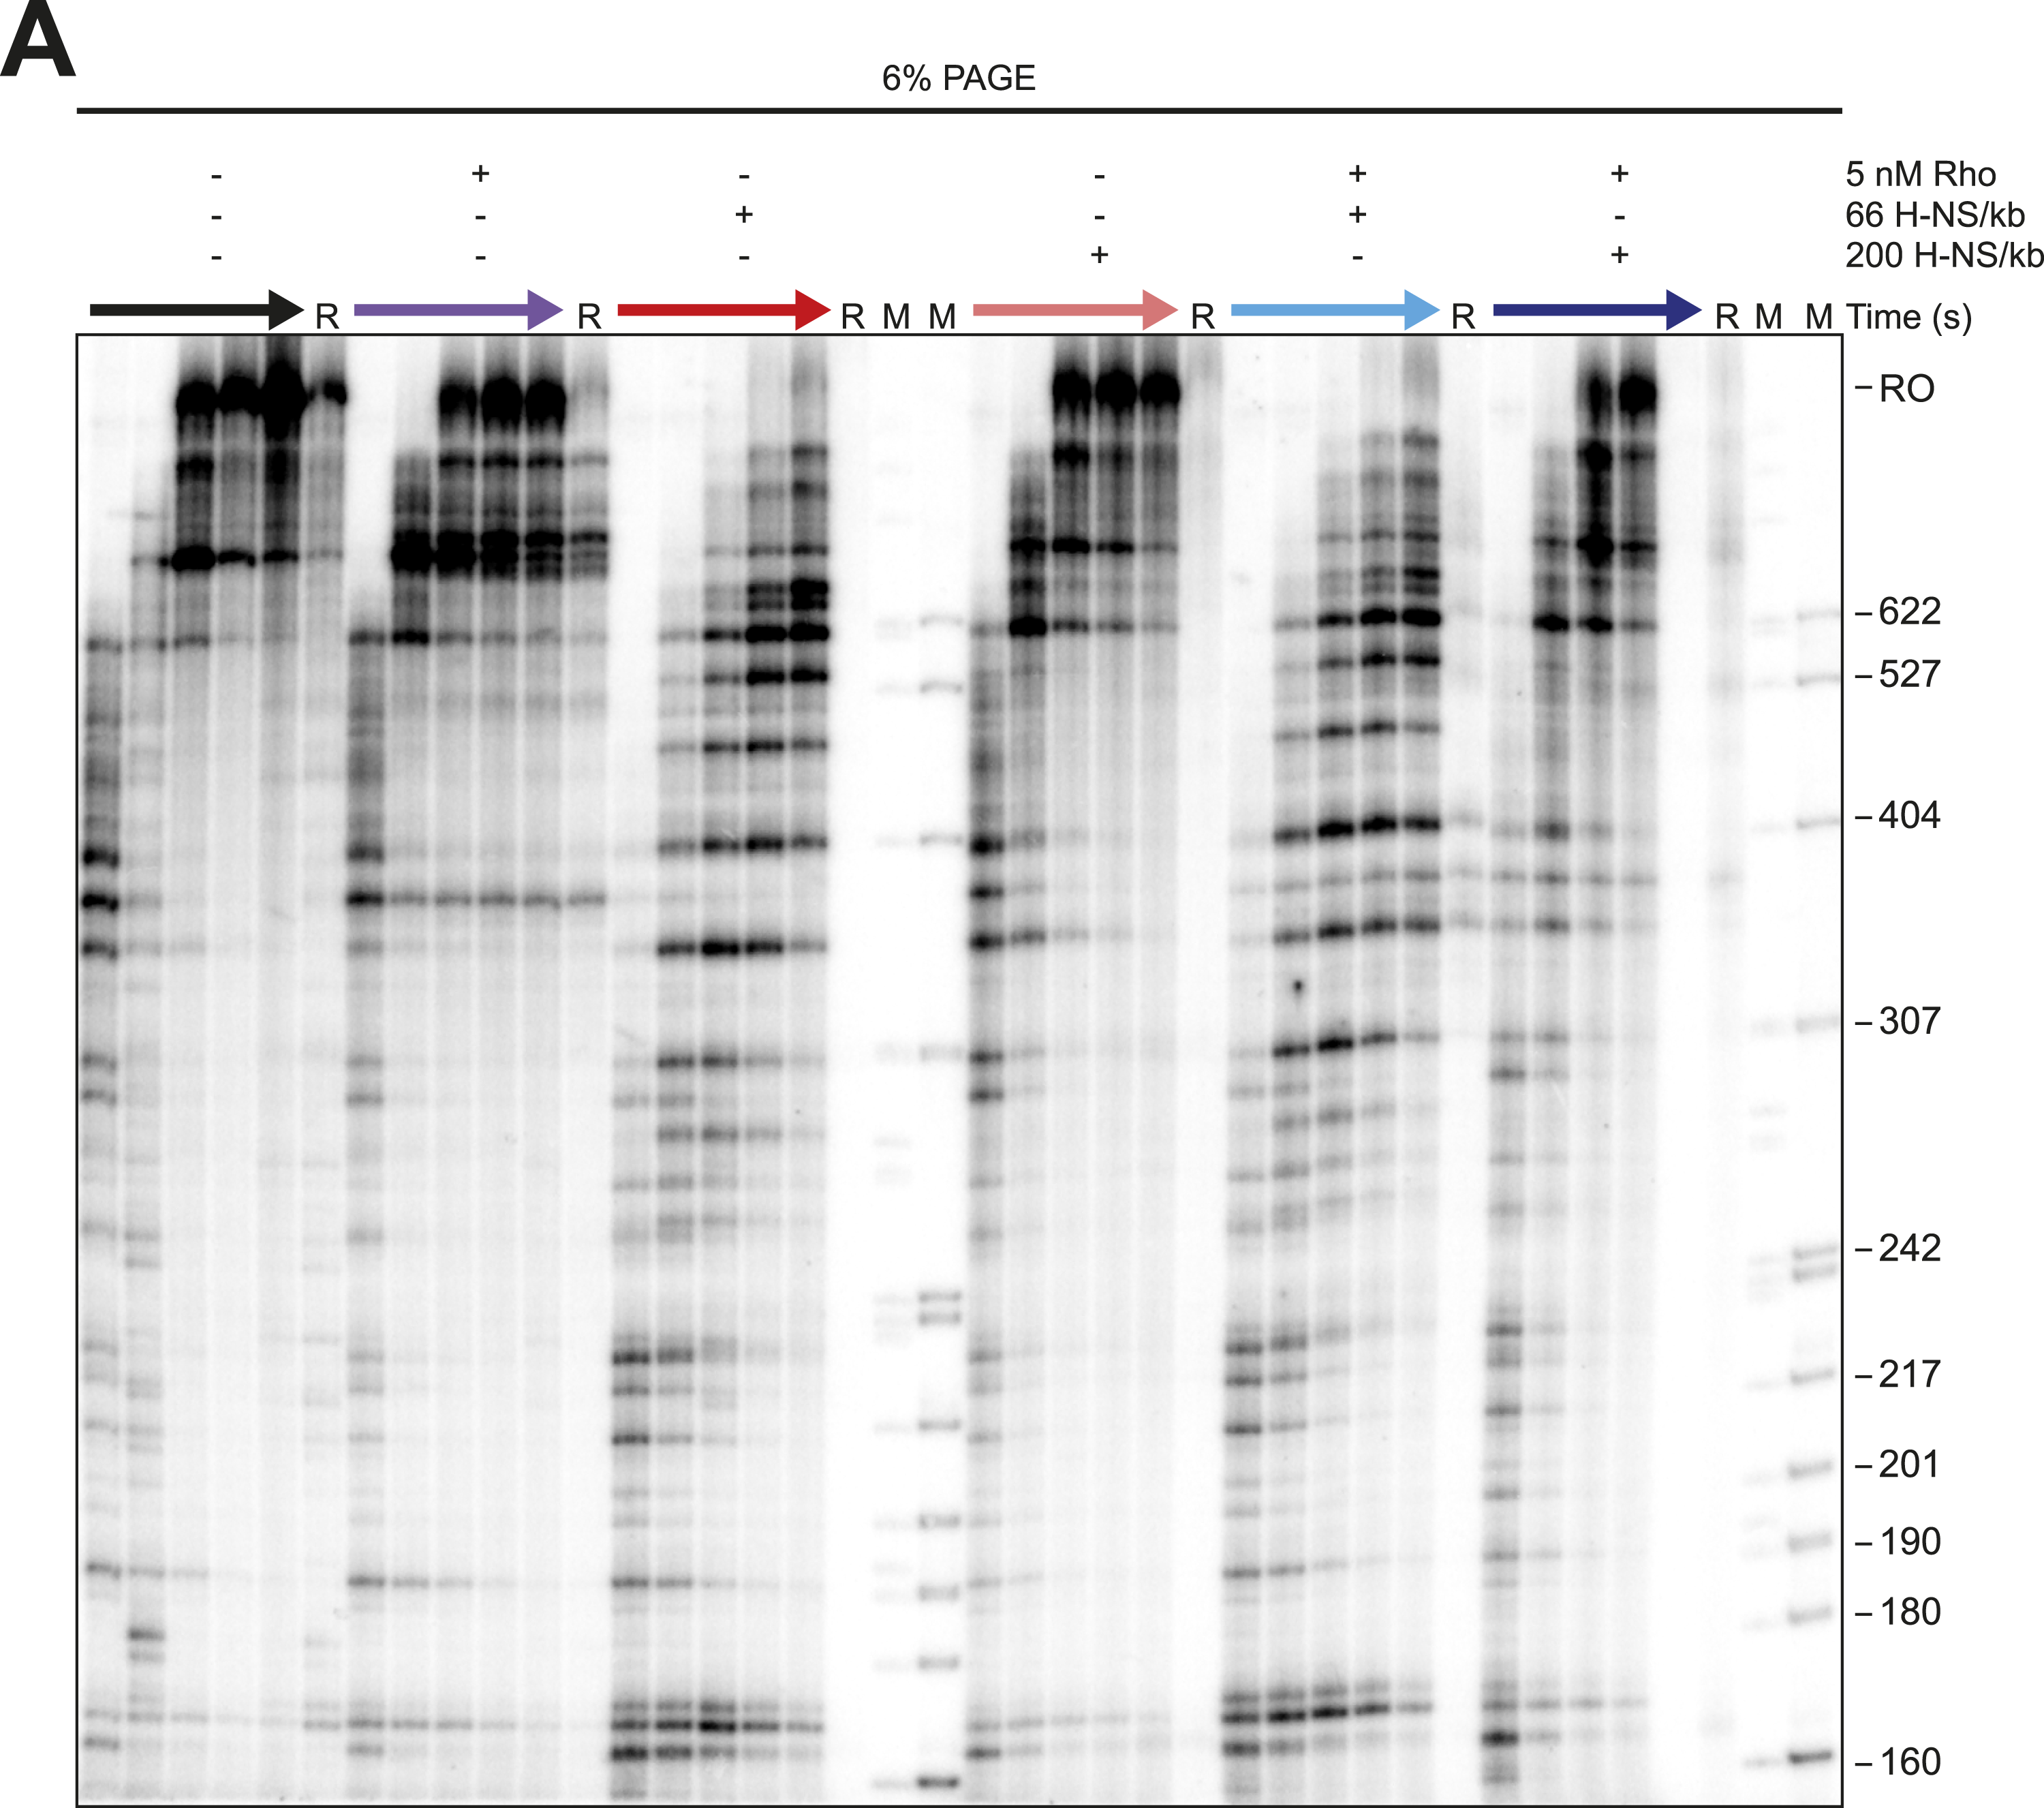 A
6% PAGE
- + - - + + 5 nM Rho
- - + - + - 66 H-NS/kb
- - - + - + 200 H-NS/kb
R R R M M R R R M M Time (s)
-RO
-622
-527
-404
-307
-242
-217
-201
-190
-180
-160